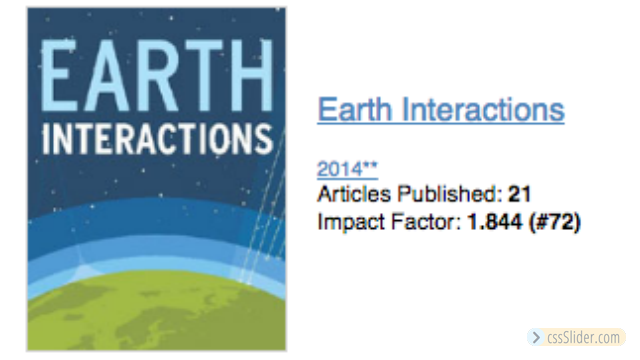 EARTH
INTERACTIONS
Earth Interactions
2014**
Articles Published: 21
Impact Factor: 1.844 (#72)
cssSlider.com